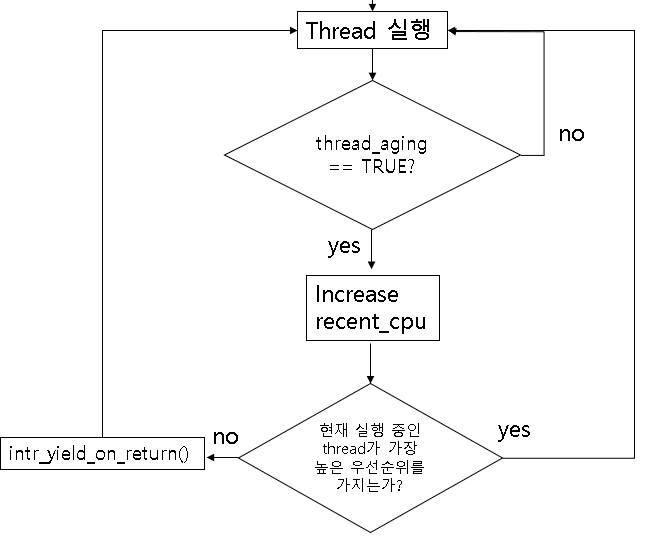 Thread 실행
thread_aging
== TRUE?
no
yes
Increase
recent_cpu
현재 실행 중인
thread가 가장
높은 우선순위를
가지는가?
no
yes
intr_yield_on_return()